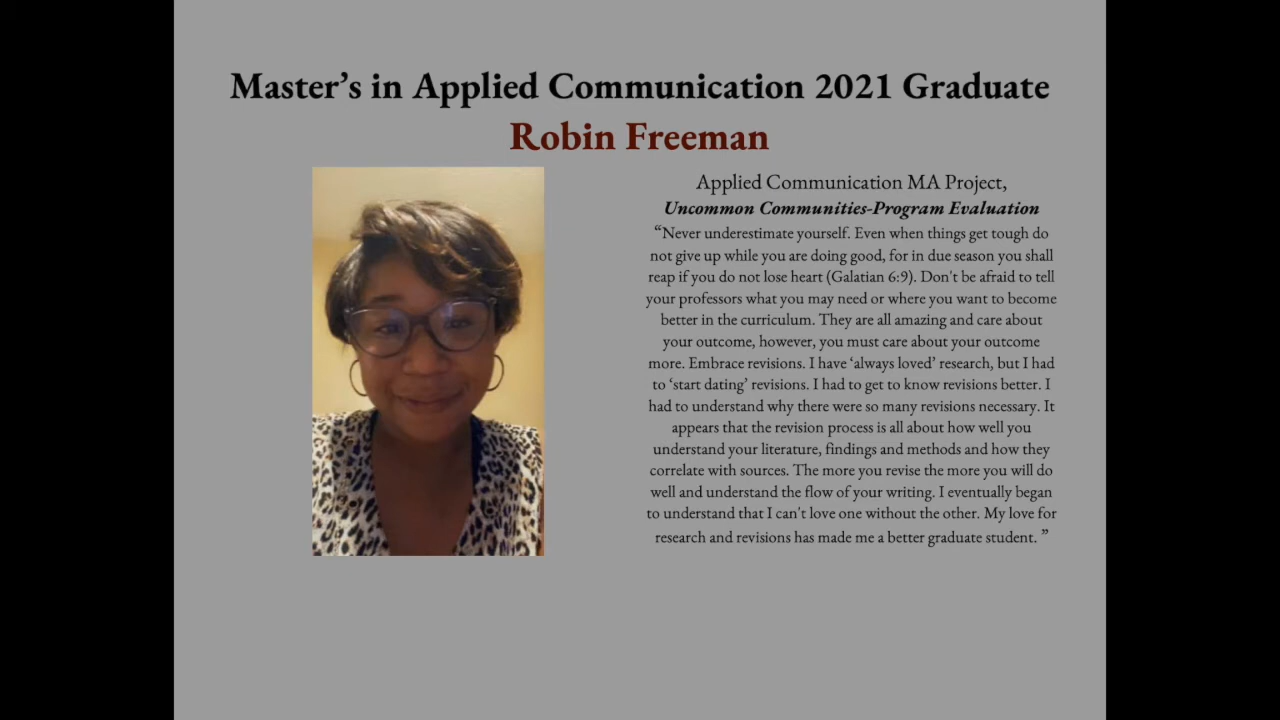 Master’s in Applied Communication 2021 Graduate
Robin Freeman
Applied Communication MA Project,
Uncommon Communities-Program Evaluation
“Never underestimate yourself. Even when things get tough do
not give up while you are doing good, for in due season you shall
reap if you do not lose heart (Galatian 6:9). Don't be afraid to tell
your professors what you may need or where you want to become
better in the curriculum. They are all amazing and care about
your outcome, however, you must care about your outcome
more. Embrace revisions. I have ‘always loved’ research, but I had
to ‘start dating’ revisions. I had to get to know revisions better. I
had to understand why there were so many revisions necessary. It
appears that the revision process is all about how well you
understand your literature, findings and methods and how they
correlate with sources. The more you revise the more you will do
well and understand the flow of your writing. I eventually began
to understand that I can't love one without the other. My love for
research and revisions has made me a better graduate student. ”